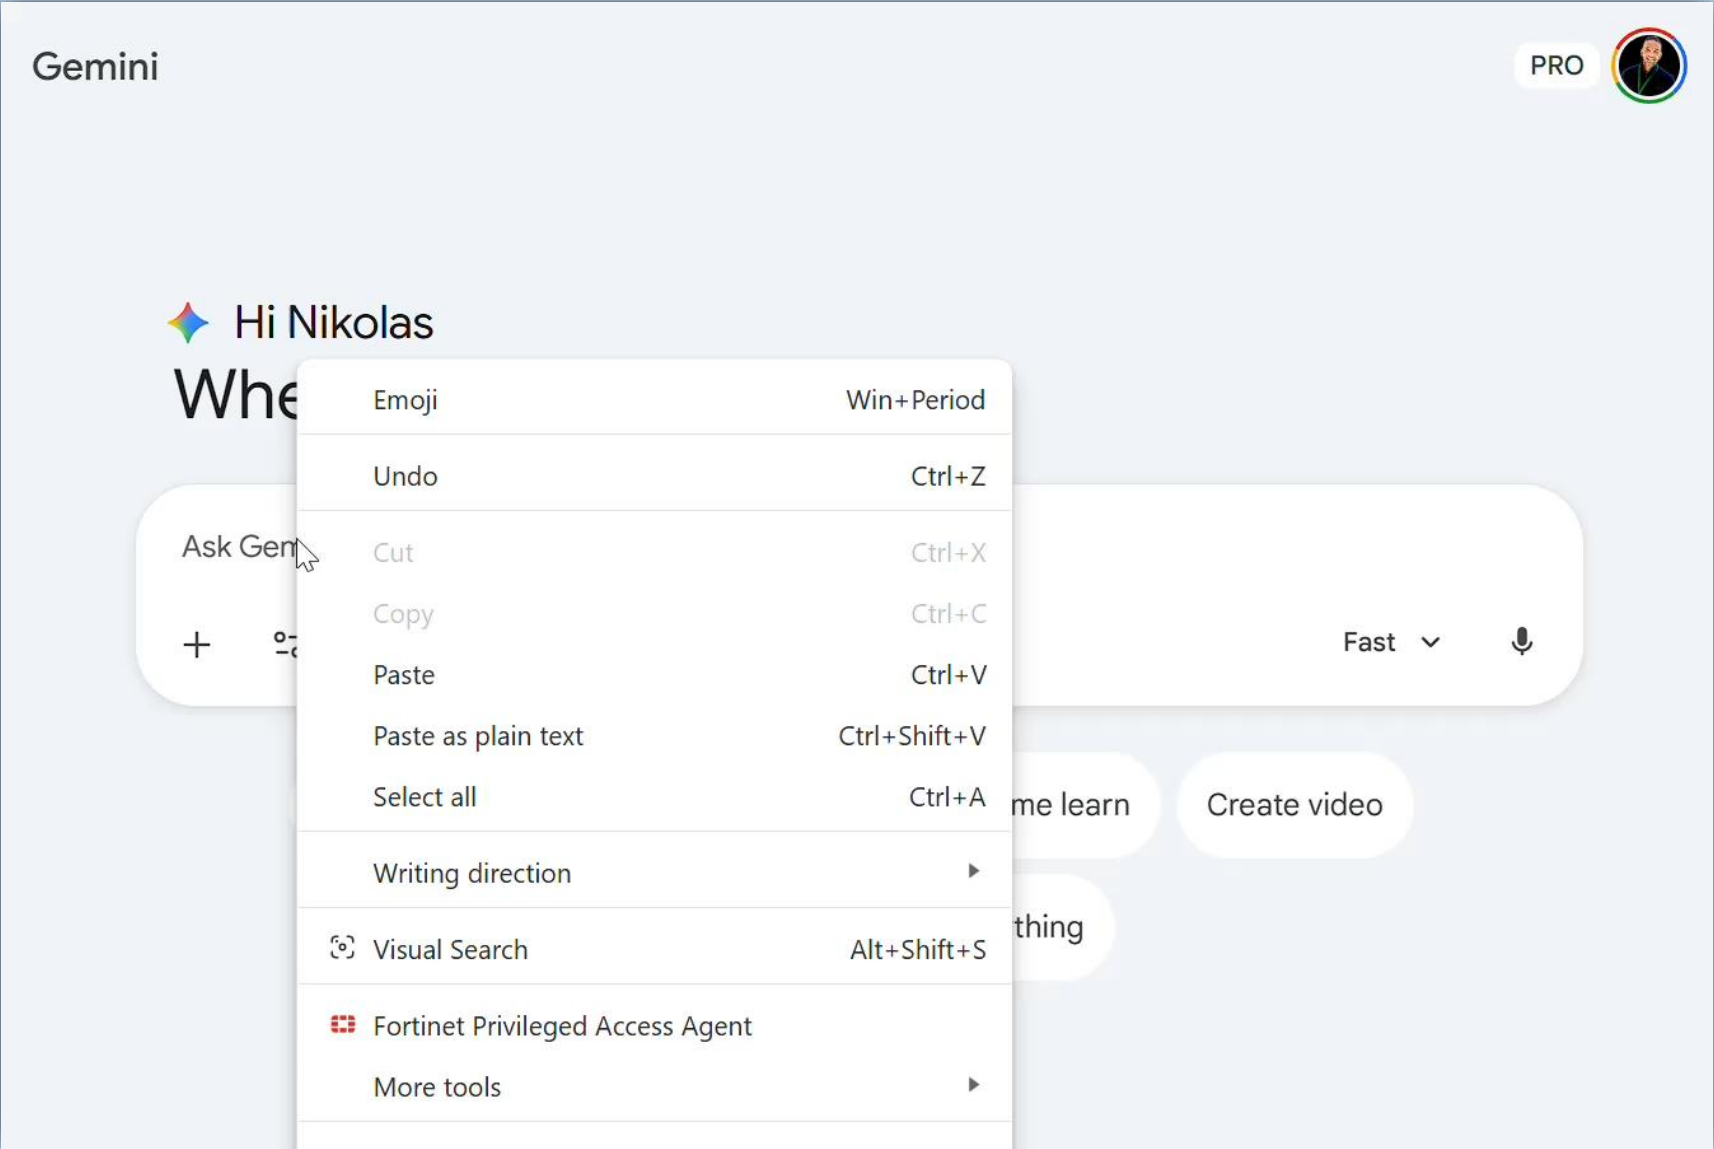 Gemini
PRO
Hi Nikolas
Whe
Emoji Win+Period
Undo Ctrl+Z
Ask Gem
Cut Ctrl+X
Copy Ctrl+C
Fast
Paste Ctrl+V
Paste as plain text Ctrl+Shift+V
Select all Ctrl+A
me learn
Create video
Writing direction
thing
Visual Search Alt+Shift+S
Fortinet Privileged Access Agent
More tools